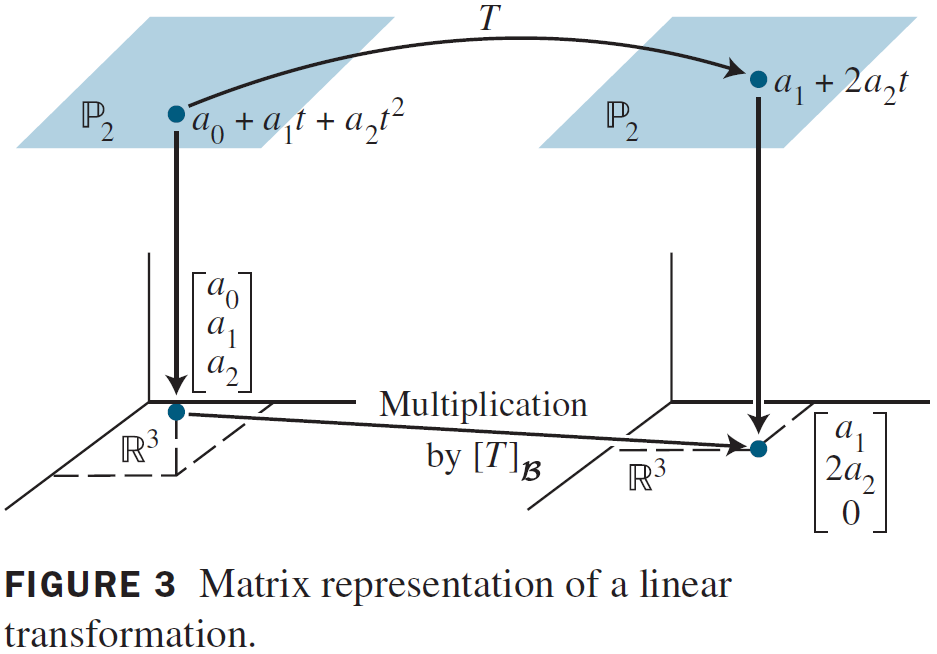 T
ℙ₂
a₀ + a₁t + a₂t²
ℙ₂
a₁ + 2a₂t
a₀
a₁
a₂
Multiplication
by [T]𝓑
ℝ³
ℝ³
a₁
2a₂
0
FIGURE 3 Matrix representation of a linear
transformation.